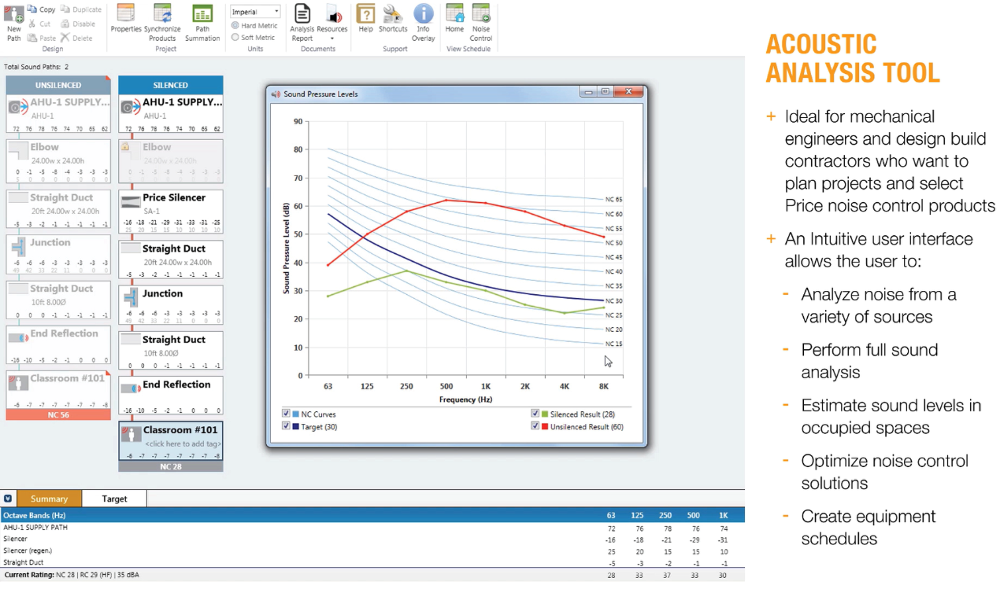 New
Path
Copy
Duplicate
Cut
Disable
Paste
Delete
Design
Properties
Synchronize
Products
Path
Summation
Project
Imperial
Hard Metric
Soft Metric
Units
Analysis
Report
Resources
Documents
Help
Shortcuts
Info
Overlay
Support
Home
Noise
Control
View Schedule
Total Sound Paths: 2
UNSILENCED
AHU-1 SUPPLY...
AHU-1
72 76 78 76 74 70 65 62
Elbow
24.00w x 24.00h
0 -1 -5 -8 -4 -3 -3 -3
5 0 0 0 0 0 0 0
Straight Duct
20ft 24.00w x 24.00h
-5 -3 -2 -1 -1 -1 -1 -1
Junction
-6 -6 -6 -3 -3 -3 -3 -3
49 42 33 22 11 0 0 0
Straight Duct
10ft 8.00Ø
0 0 0 -1 -1 -1 -1 -1
End Reflection
-16 -10 -5 -2 -1 0 0 0
Classroom #101
-6 -7 -7 -7 -7 -7 -7 -8
NC 56
SILENCED
AHU-1 SUPPLY...
AHU-1
72 76 78 76 74 70 65 62
Elbow
24.00w x 24.00h
0 -1 -5 -8 -4 -3 -3 -3
Price Silencer
SA-1
-16 -18 -21 -29 -31 -33 -31 -25
25 20 15 15 10 10 10 10
Straight Duct
20ft 24.00w x 24.00h
-5 -3 -2 -1 -1 -1 -1 -1
Junction
-6 -6 -6 -3 -3 -3 -3 -3
49 42 33 22 11 0 0 0
Straight Duct
10ft 8.00Ø
0 0 0 -1 -1 -1 -1 -1
End Reflection
-16 -10 -5 -2 -1 0 0 0
Classroom #101
<click here to add tag>
-6 -7 -7 -7 -7 -7 -7 -8
NC 28
Sound Pressure Levels
Sound Pressure Level (dB)
90
80
70
60
50
40
30
20
10
0
NC 65
NC 60
NC 55
NC 50
NC 45
NC 40
NC 35
NC 30
NC 25
NC 20
NC 15
63 125 250 500 1K 2K 4K 8K
Frequency (Hz)
NC Curves
Target (30)
Silenced Result (28)
Unsilenced Result (60)
Summary
Target
Octave Bands (Hz) 63 125 250 500 1K
AHU-1 SUPPLY PATH 72 76 78 76 74
Silencer -16 -18 -21 -29 -31
Silencer (regen.) 25 20 15 15 10
Straight Duct -5 -3 -2 -1 -1
Current Rating: NC 28 | RC 29 (HF) | 35 dBA 28 33 37 33 30
ACOUSTIC
ANALYSIS TOOL
+ Ideal for mechanical
engineers and design build
contractors who want to
plan projects and select
Price noise control products
+ An Intuitive user interface
allows the user to:
- Analyze noise from a
variety of sources
- Perform full sound
analysis
- Estimate sound levels in
occupied spaces
- Optimize noise control
solutions
- Create equipment
schedules